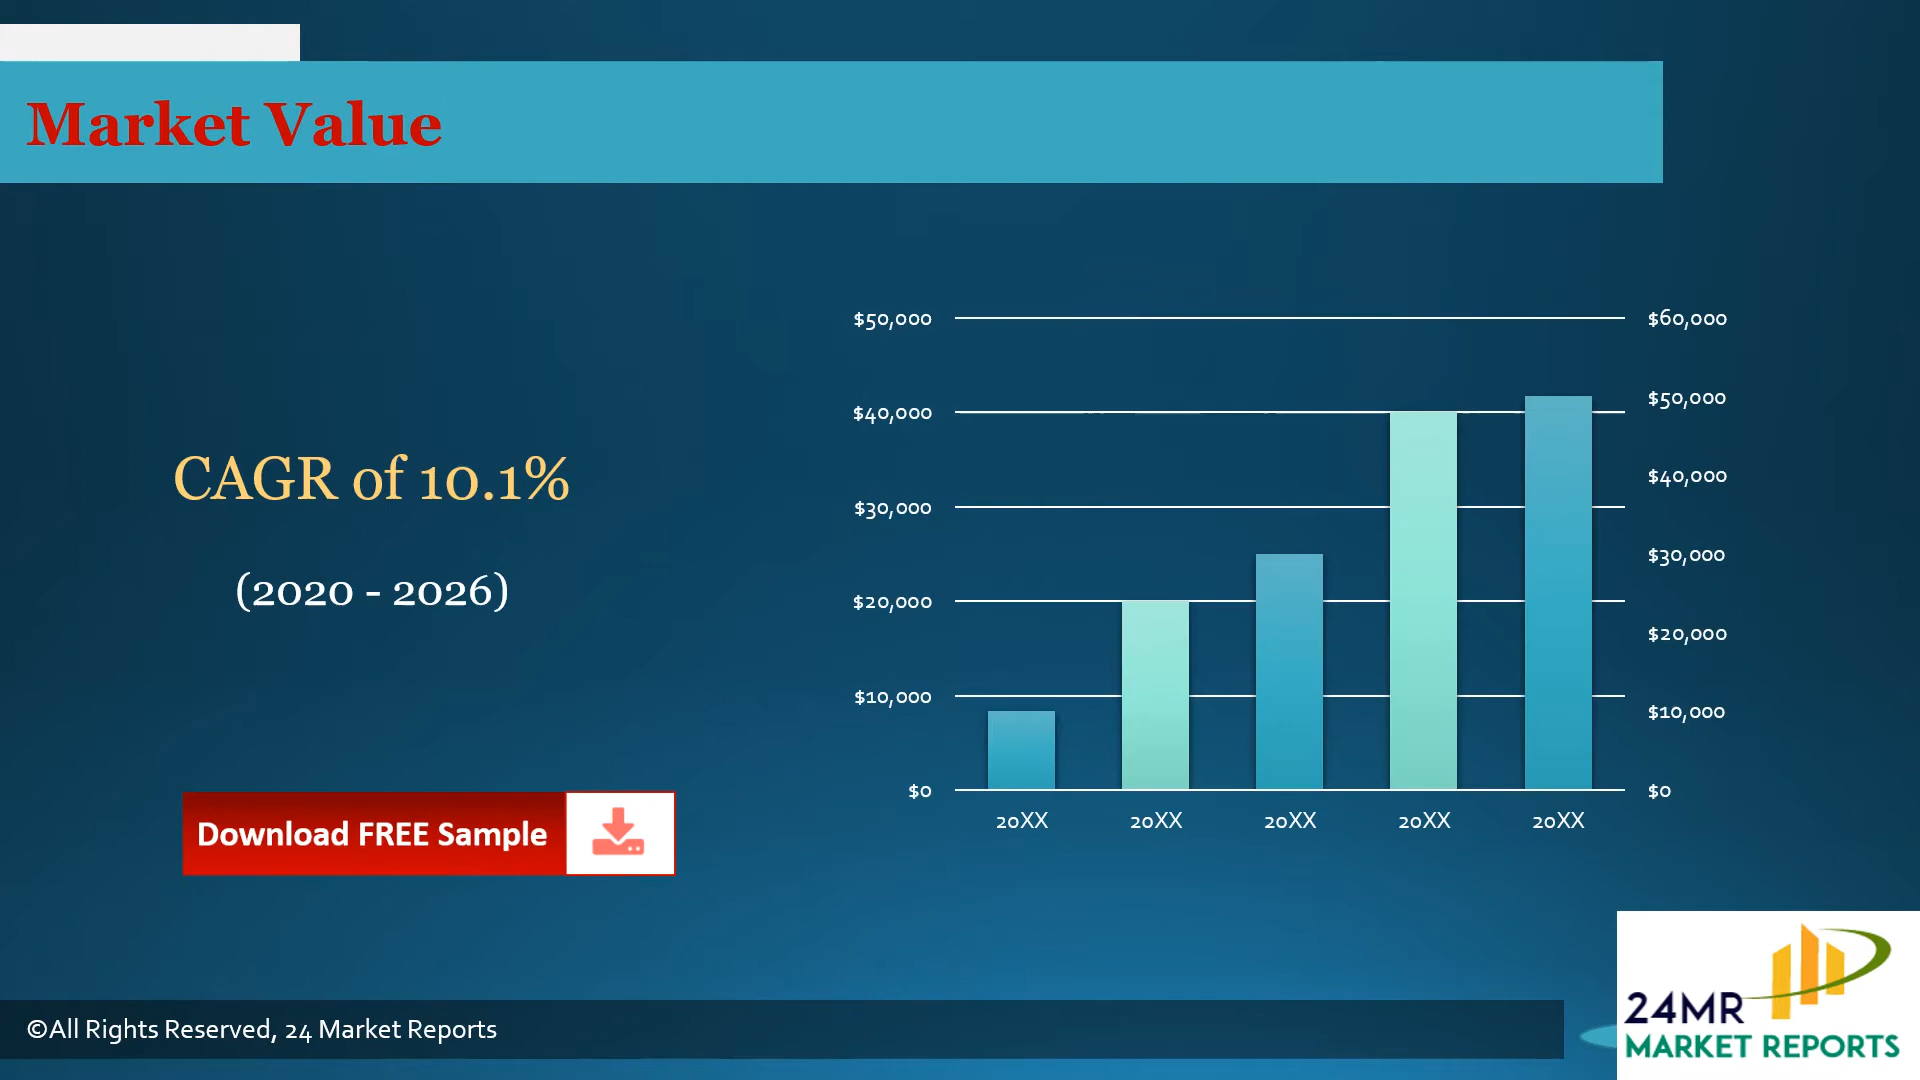 Market Value
CAGR of 10.1%
(2020 - 2026)
Download FREE Sample
$50,000
$40,000
$30,000
$20,000
$10,000
$0
$60,000
$50,000
$40,000
$30,000
$20,000
$10,000
$0
20XX 20XX 20XX 20XX 20XX
©All Rights Reserved, 24 Market Reports
24MR
MARKET REPORTS